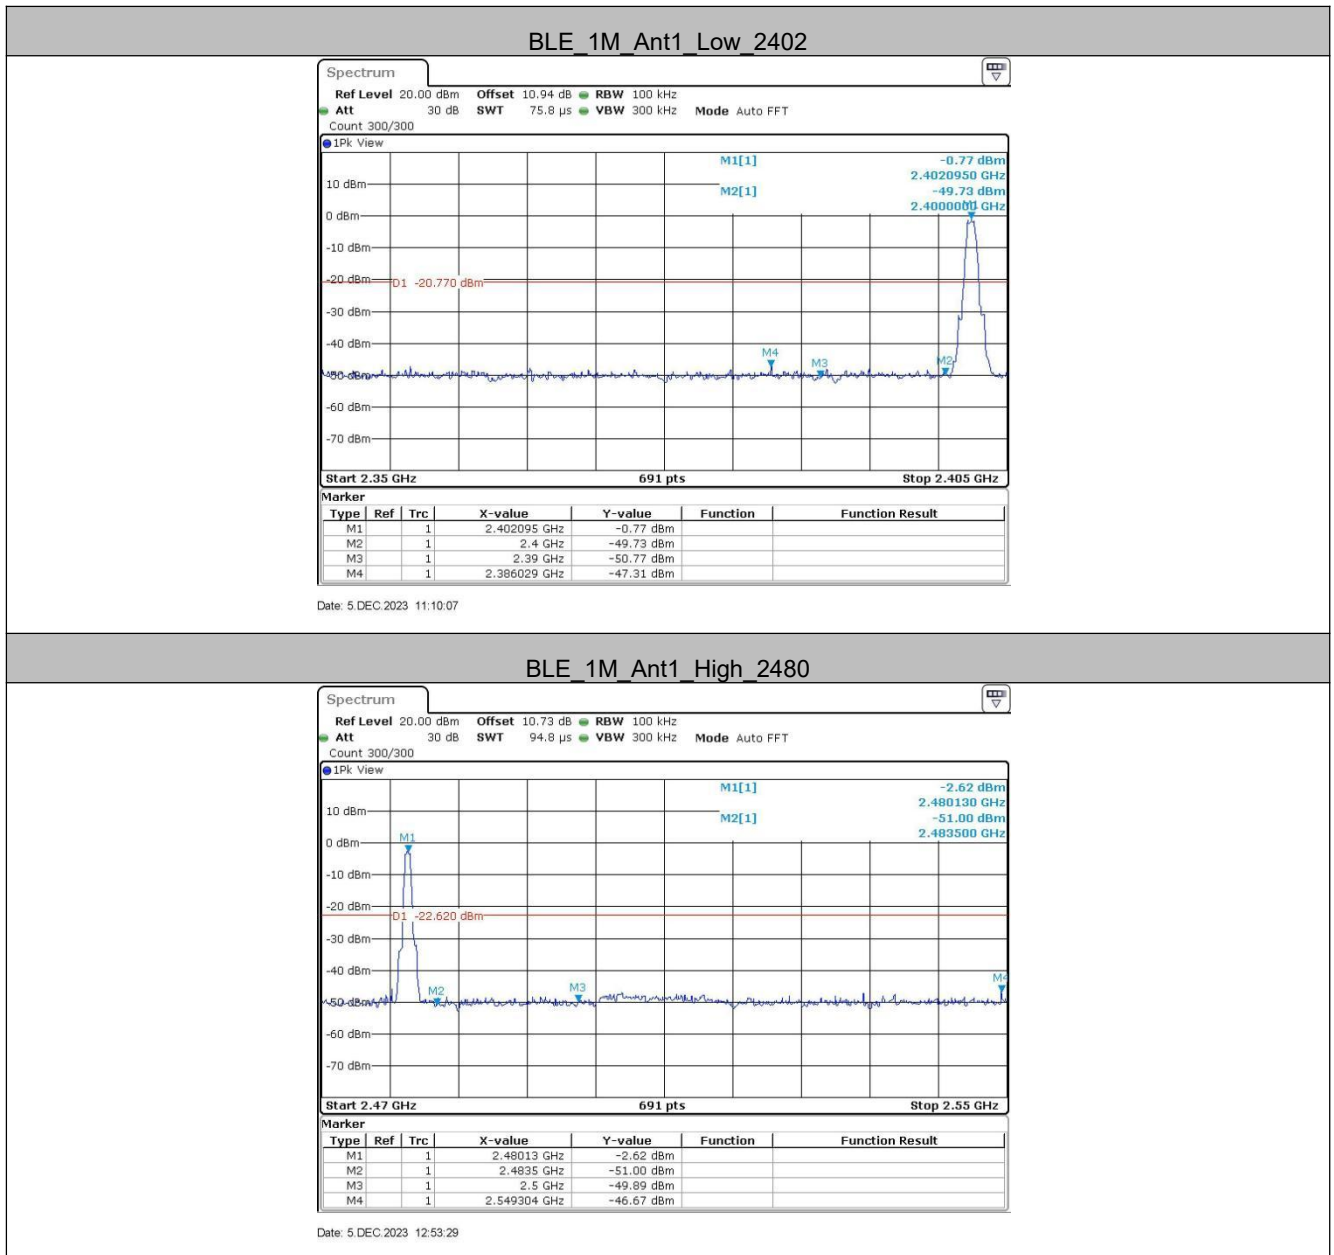 BLE_1M_Ant1_Low_2402
Spectrum
Ref Level 20.00 dBm Offset 10.94 dB RBW 100 kHz
Att 30 dB SWT 75.8 µs VBW 300 kHz Mode Auto FFT
Count 300/300
1Pk View
M1[1] -0.77 dBm
2.4020950 GHz
10 dBm
M2[1] -49.73 dBm
2.4000000 GHz
M1
0 dBm
-10 dBm
-20 dBm
D1 -20.770 dBm
-30 dBm
-40 dBm
M4
M3
M2
-50 dBm
-60 dBm
-70 dBm
Start 2.35 GHz 691 pts Stop 2.405 GHz
Marker
Type Ref Trc X-value Y-value Function Function Result
M1 1 2.402095 GHz -0.77 dBm
M2 1 2.4 GHz -49.73 dBm
M3 1 2.39 GHz -50.77 dBm
M4 1 2.386029 GHz -47.31 dBm
Date: 5.DEC.2023 11:10:07
BLE_1M_Ant1_High_2480
Spectrum
Ref Level 20.00 dBm Offset 10.73 dB RBW 100 kHz
Att 30 dB SWT 94.8 µs VBW 300 kHz Mode Auto FFT
Count 300/300
1Pk View
M1[1] -2.62 dBm
2.480130 GHz
10 dBm
M2[1] -51.00 dBm
2.483500 GHz
0 dBm
M1
-10 dBm
-20 dBm
D1 -22.620 dBm
-30 dBm
-40 dBm
M4
M2 M3
-50 dBm
-60 dBm
-70 dBm
Start 2.47 GHz 691 pts Stop 2.55 GHz
Marker
Type Ref Trc X-value Y-value Function Function Result
M1 1 2.48013 GHz -2.62 dBm
M2 1 2.4835 GHz -51.00 dBm
M3 1 2.5 GHz -49.89 dBm
M4 1 2.549304 GHz -46.67 dBm
Date: 5.DEC.2023 12:53:29